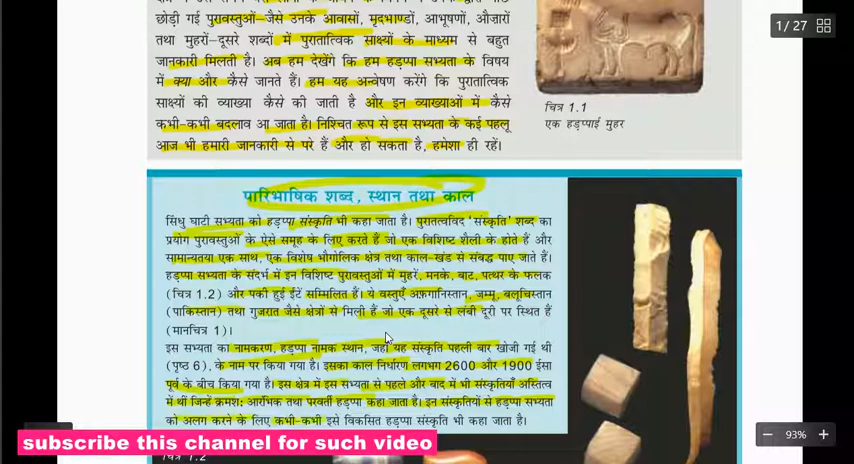 छोड़ी गई पुरावस्तुओं–जैसे उनके आवासों, मृदभाण्डों, आभूषणों, औजारों
तथा मुहरों–दूसरे शब्दों में पुरातात्विक साक्ष्यों के माध्यम से बहुत
जानकारी मिलती है। अब हम देखेंगे कि हम हड़प्पा सभ्यता के विषय
में क्या और कैसे जानते हैं। हम यह अन्वेषण करेंगे कि पुरातात्विक
साक्ष्यों की व्याख्या कैसे की जाती है और इन व्याख्याओं में कैसे
कभी-कभी बदलाव आ जाता है। निश्चित रूप से इस सभ्यता के कई पहलू
आज भी हमारी जानकारी से परे हैं और हो सकता है, हमेशा ही रहें।
चित्र 1.1
एक हड़प्पाई मुहर
1 / 27
पारिभाषिक शब्द, स्थान तथा काल
सिंधु घाटी सभ्यता को हड़प्पा संस्कृति भी कहा जाता है। पुरातत्वविद 'संस्कृति' शब्द का
प्रयोग पुरावस्तुओं के ऐसे समूह के लिए करते हैं जो एक विशिष्ट शैली के होते हैं और
सामान्यतया एक साथ, एक विशेष भौगोलिक क्षेत्र तथा काल-खंड से संबद्ध पाए जाते हैं।
हड़प्पा सभ्यता के संदर्भ में इन विशिष्ट पुरावस्तुओं में मुहरें, मनके, बाट, पत्थर के फलक
(चित्र 1.2) और पकी हुई ईंटें सम्मिलित हैं। ये वस्तुएँ अफ़गानिस्तान, जम्मू, बलूचिस्तान
(पाकिस्तान) तथा गुजरात जैसे क्षेत्रों से मिली हैं जो एक दूसरे से लंबी दूरी पर स्थित हैं
(मानचित्र 1)।
इस सभ्यता का नामकरण, हड़प्पा नामक स्थान, जहाँ यह संस्कृति पहली बार खोजी गई थी
(पृष्ठ 6), के नाम पर किया गया है। इसका काल निर्धारण लगभग 2600 और 1900 ईसा
पूर्व के बीच किया गया है। इस क्षेत्र में इस सभ्यता से पहले और बाद में भी संस्कृतियाँ अस्तित्व
में थीं जिन्हें क्रमश: आरंभिक तथा परवर्ती हड़प्पा कहा जाता है। इन संस्कृतियों से हड़प्पा सभ्यता
को अलग करने के लिए कभी-कभी इसे विकसित हड़प्पा संस्कृति भी कहा जाता है।
93%
subscribe this channel for such video
चित्र 1.2